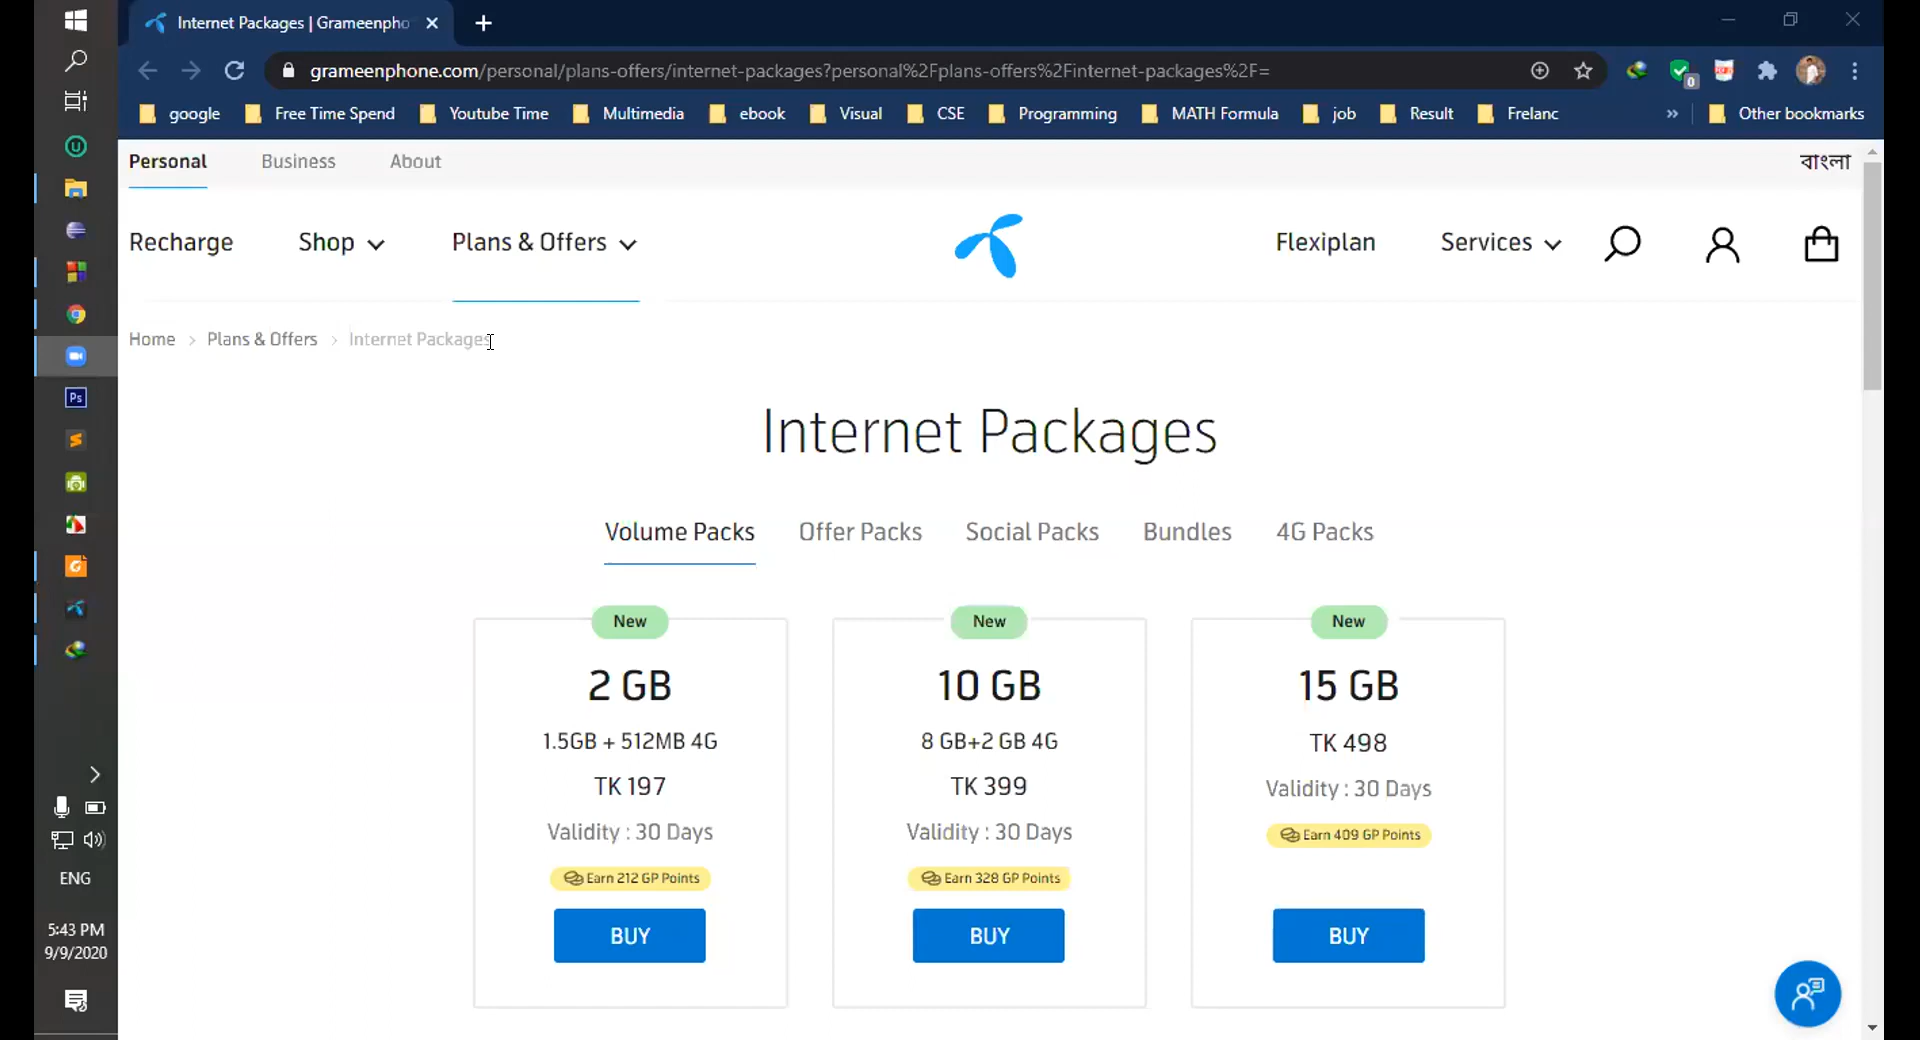 Internet Packages | Grameenpho
grameenphone.com/personal/plans-offers/internet-packages?personal%2Fplans-offers%2Finternet-packages%2F=
0
google
Free Time Spend
Youtube Time
Multimedia
ebook
Visual
CSE
Programming
MATH Formula
job
Result
Frelanc
»
Other bookmarks
Personal
Business
About
বাংলা
Recharge
Shop
Plans & Offers
Flexiplan
Services
Home > Plans & Offers > Internet Packages
Internet Packages
Volume Packs
Offer Packs
Social Packs
Bundles
4G Packs
New
2 GB
1.5GB + 512MB 4G
TK 197
Validity : 30 Days
Earn 212 GP Points
BUY
New
10 GB
8 GB+2 GB 4G
TK 399
Validity : 30 Days
Earn 328 GP Points
BUY
New
15 GB
TK 498
Validity : 30 Days
Earn 409 GP Points
BUY
Ps
ENG
5:43 PM
9/9/2020